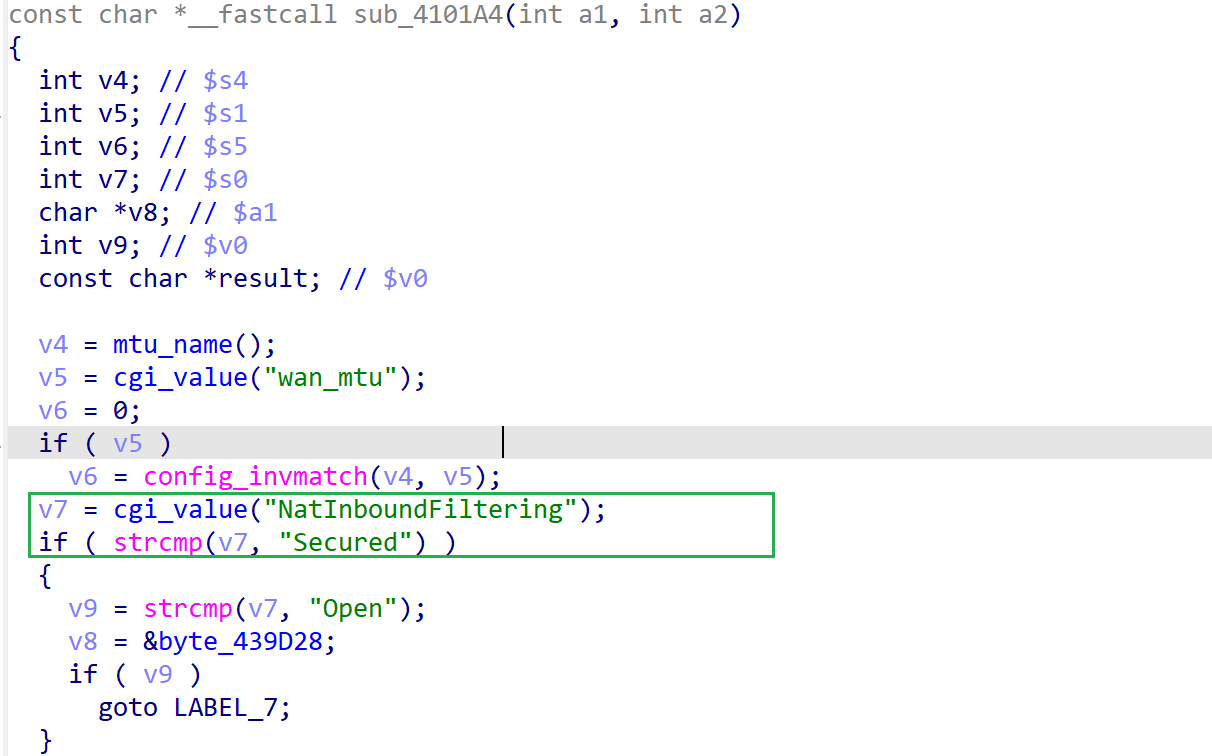 const char *__fastcall sub_4101A4(int a1, int a2)
{
  int v4; // $s4
  int v5; // $s1
  int v6; // $s5
  int v7; // $s0
  char *v8; // $a1
  int v9; // $v0
  const char *result; // $v0

  v4 = mtu_name();
  v5 = cgi_value("wan_mtu");
  v6 = 0;
  if ( v5 )
    v6 = config_invmatch(v4, v5);
  v7 = cgi_value("NatInboundFiltering");
  if ( strcmp(v7, "Secured") )
  {
    v9 = strcmp(v7, "Open");
    v8 = &byte_439D28;
    if ( v9 )
      goto LABEL_7;
  }